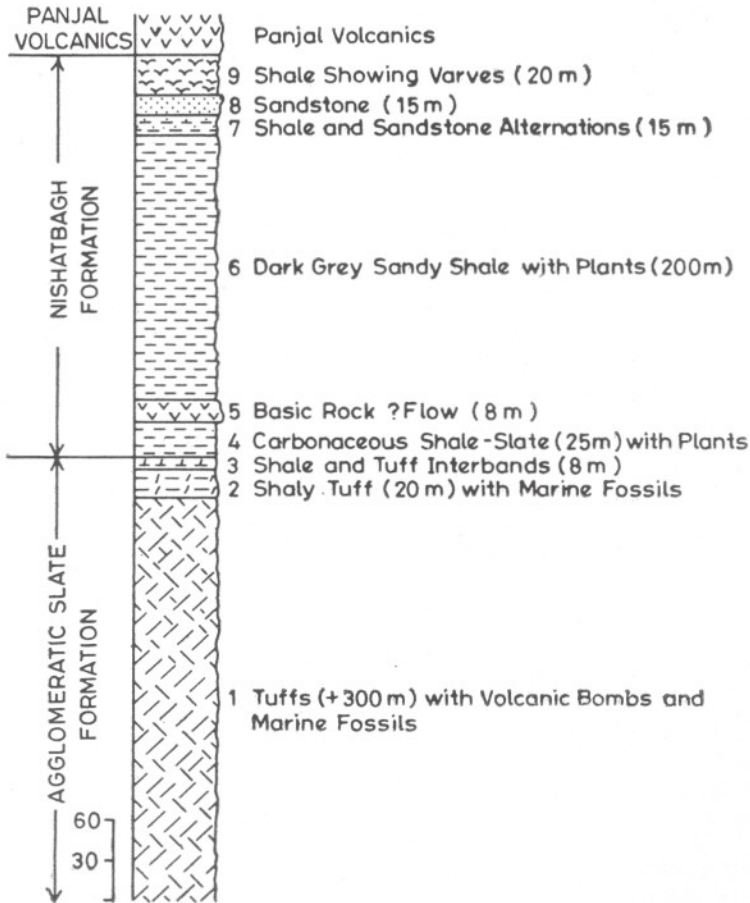 PANJAL
VOLCANICS
Panjal Volcanics
9 Shale Showing Varves (20 m)
8 Sandstone (15 m)
7 Shale and Sandstone Alternations (15 m)
NISHATBAGH
FORMATION
6 Dark Grey Sandy Shale with Plants (200m)
5 Basic Rock ?Flow (8 m)
4 Carbonaceous Shale-Slate (25m) with Plants
3 Shale and Tuff Interbands (8 m)
2 Shaly Tuff (20 m) with Marine Fossils
AGGLOMERATIC SLATE
FORMATION
1 Tuffs (+300 m) with Volcanic Bombs and
Marine Fossils
60
30